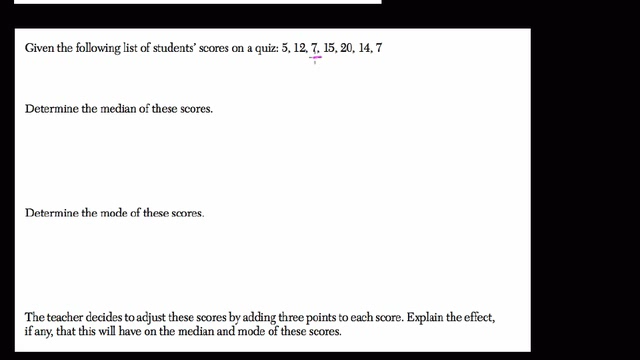 Given the following list of students' scores on a quiz: 5, 12, 7, 15, 20, 14, 7
Determine the median of these scores.
Determine the mode of these scores.
The teacher decides to adjust these scores by adding three points to each score. Explain the effect,
if any, that this will have on the median and mode of these scores.